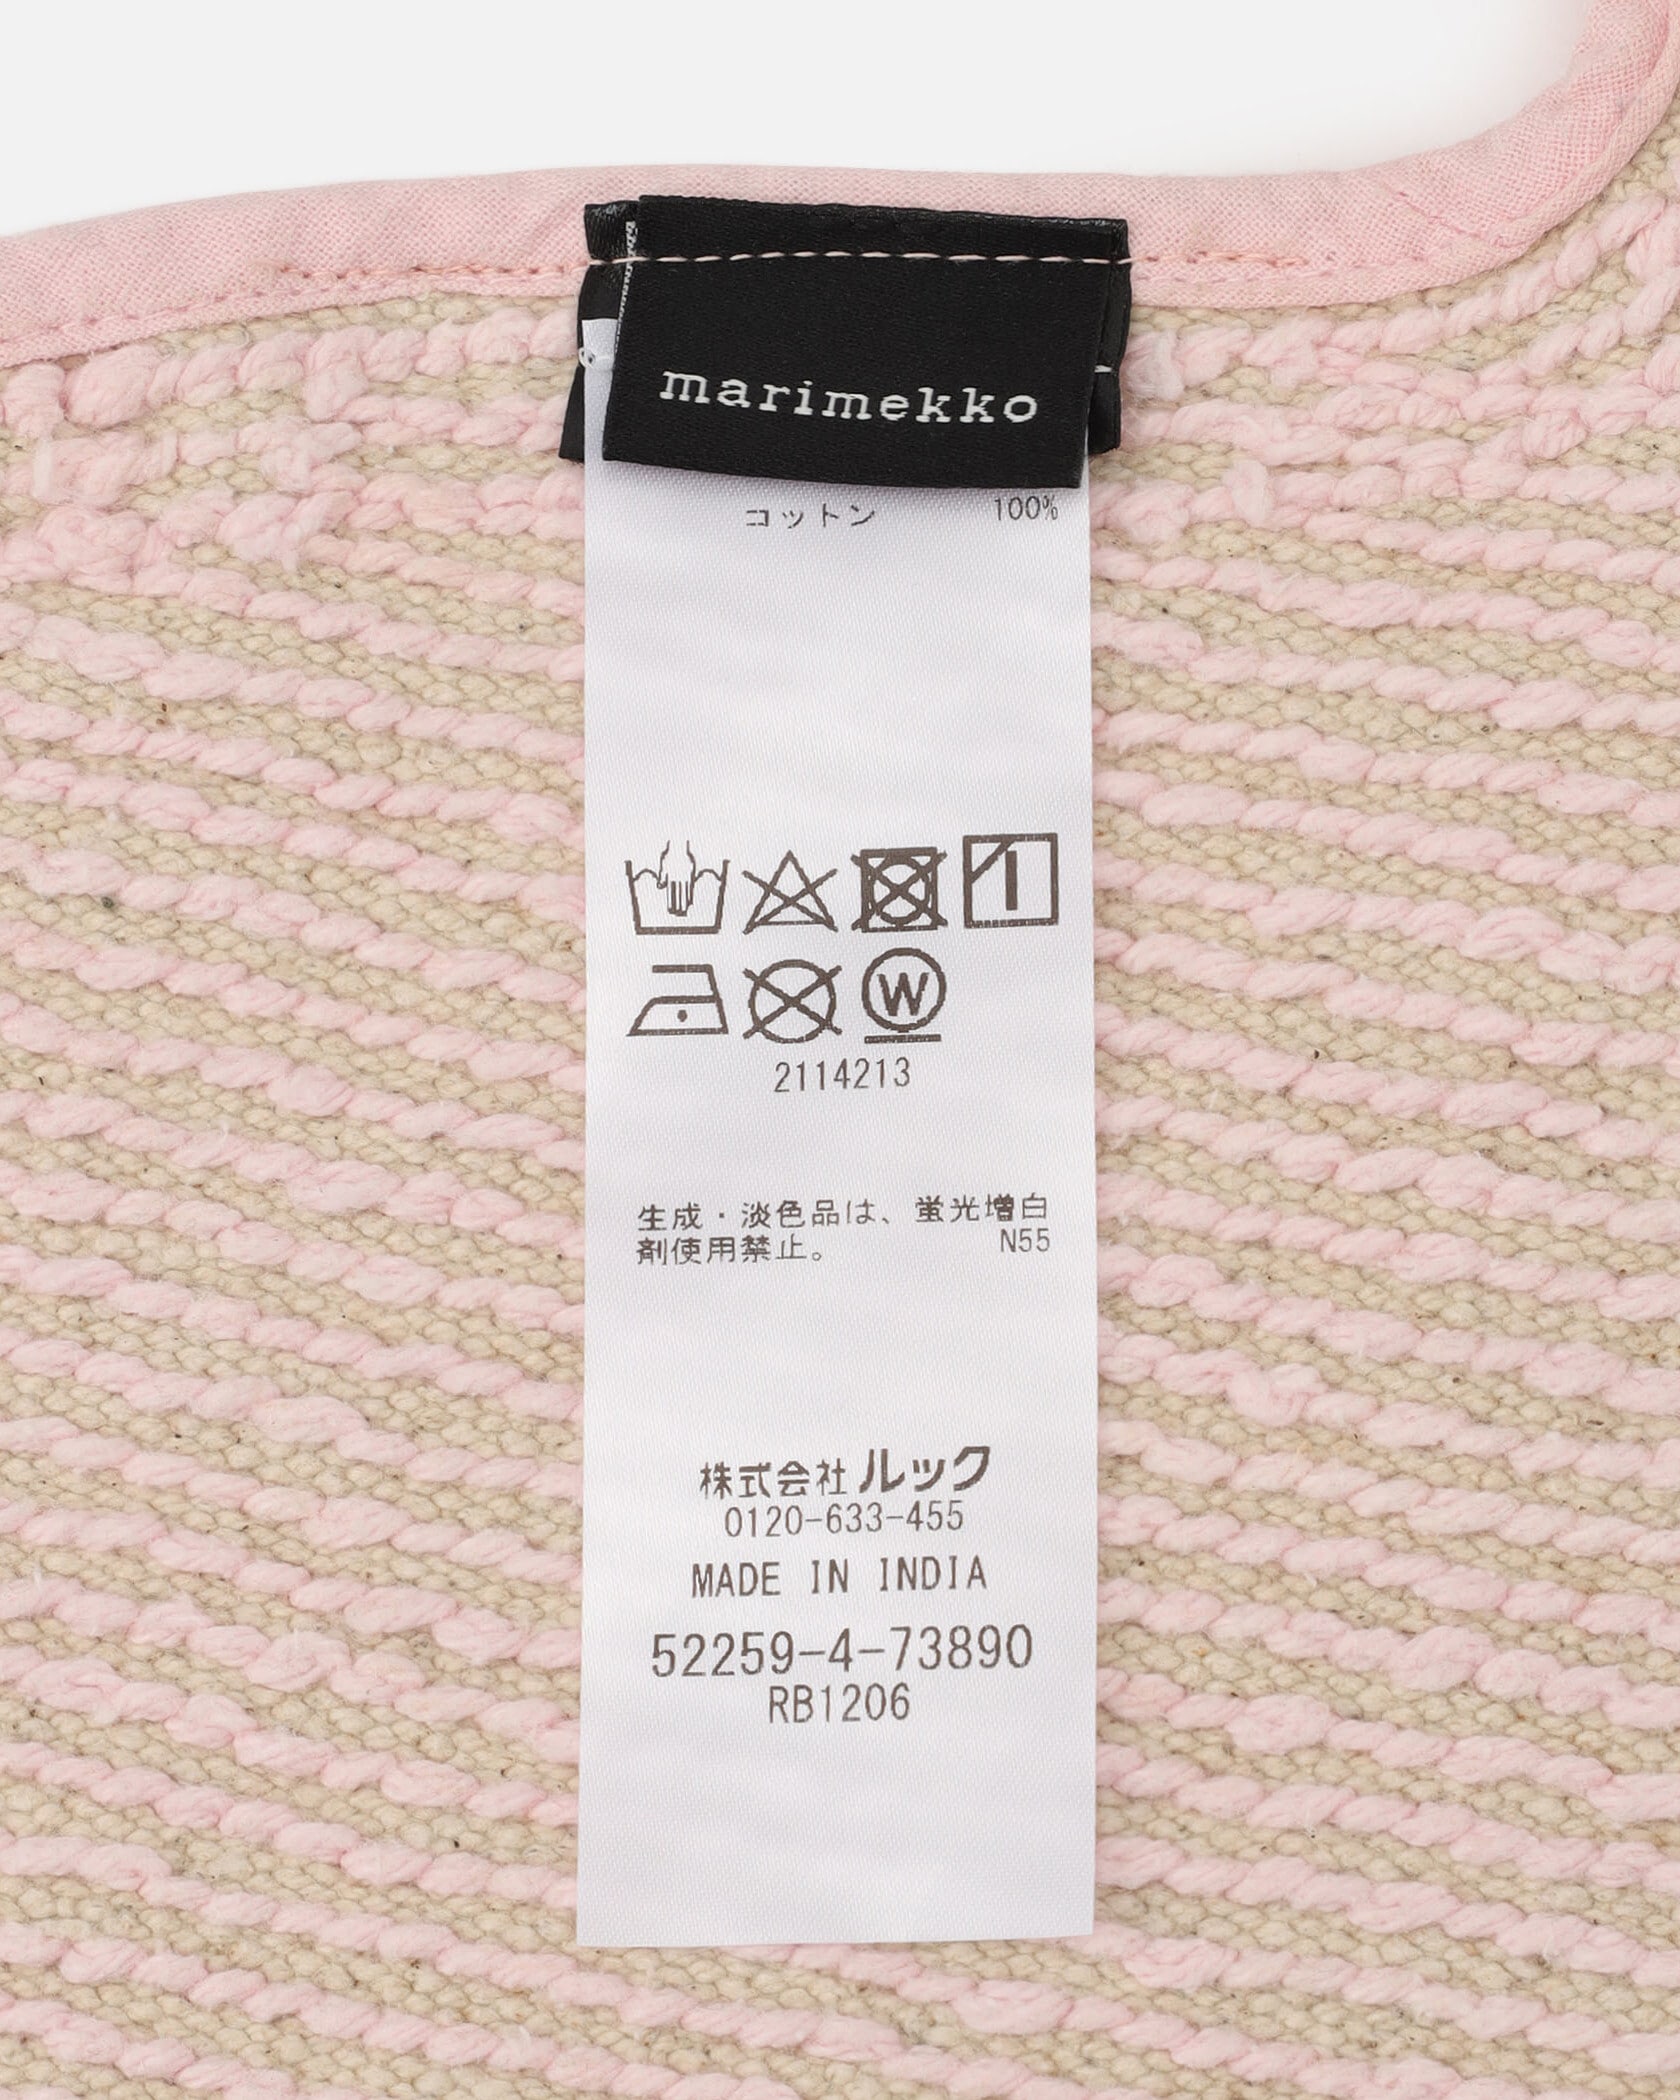 marimekko
コットン 100%
W
2114213
生成・淡色品は、蛍光増白
剤使用禁止。 N55
株式会社ルック
0120-633-455
MADE IN INDIA
52259-4-73890
RB1206